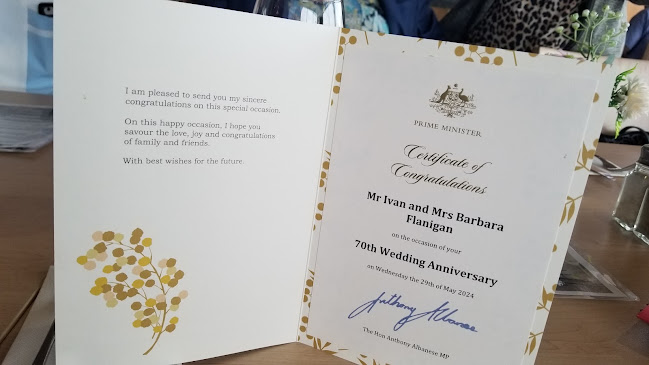 I am pleased to send you my sincere
congratulations on this special occasion.
On this happy occasion, I hope you
savour the love, joy and congratulations
of family and friends.
With best wishes for the future.
PRIME MINISTER
Certificate of
Congratulations
Mr Ivan and Mrs Barbara
Flanigan
on the occasion of your
70th Wedding Anniversary
on Wednesday the 29th of May 2024
Anthony Albanese
The Hon Anthony Albanese MP